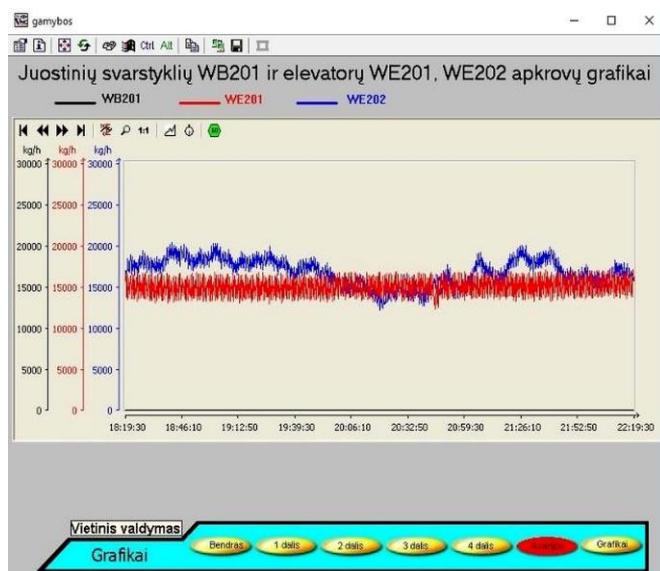 gamybos
Ctrl Alt
Juostinių svarstyklių WB201 ir elevatorų WE201, WE202 apkrovų grafikai
WB201 WE201 WE202
1:1
kg/h kg/h kg/h
30000 30000 30000
25000 25000 25000
20000 20000 20000
15000 15000 15000
10000 10000 10000
5000 5000 5000
0 0 0
18:19:30 18:46:10 19:12:50 19:39:30 20:06:10 20:32:50 20:59:30 21:26:10 21:52:50 22:19:30
Vietinis valdymas
Grafikai
Bendras 1 dalis 2 dalis 3 dalis 4 dalis Grafikai